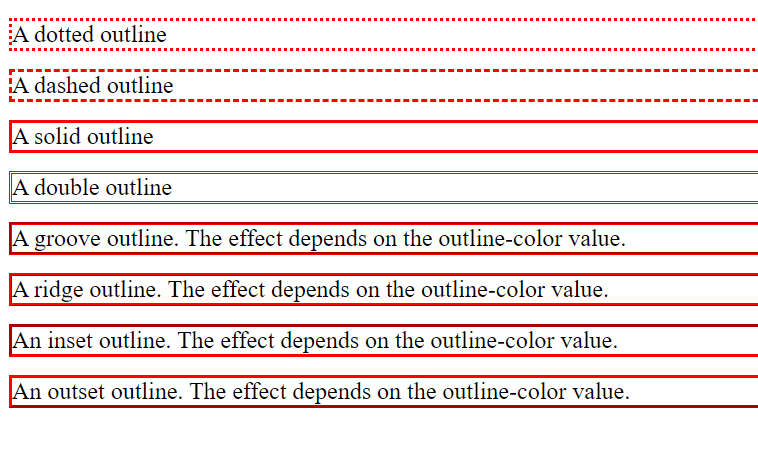 A dotted outline
A dashed outline
A solid outline
A double outline
A groove outline. The effect depends on the outline-color value.
A ridge outline. The effect depends on the outline-color value.
An inset outline. The effect depends on the outline-color value.
An outset outline. The effect depends on the outline-color value.